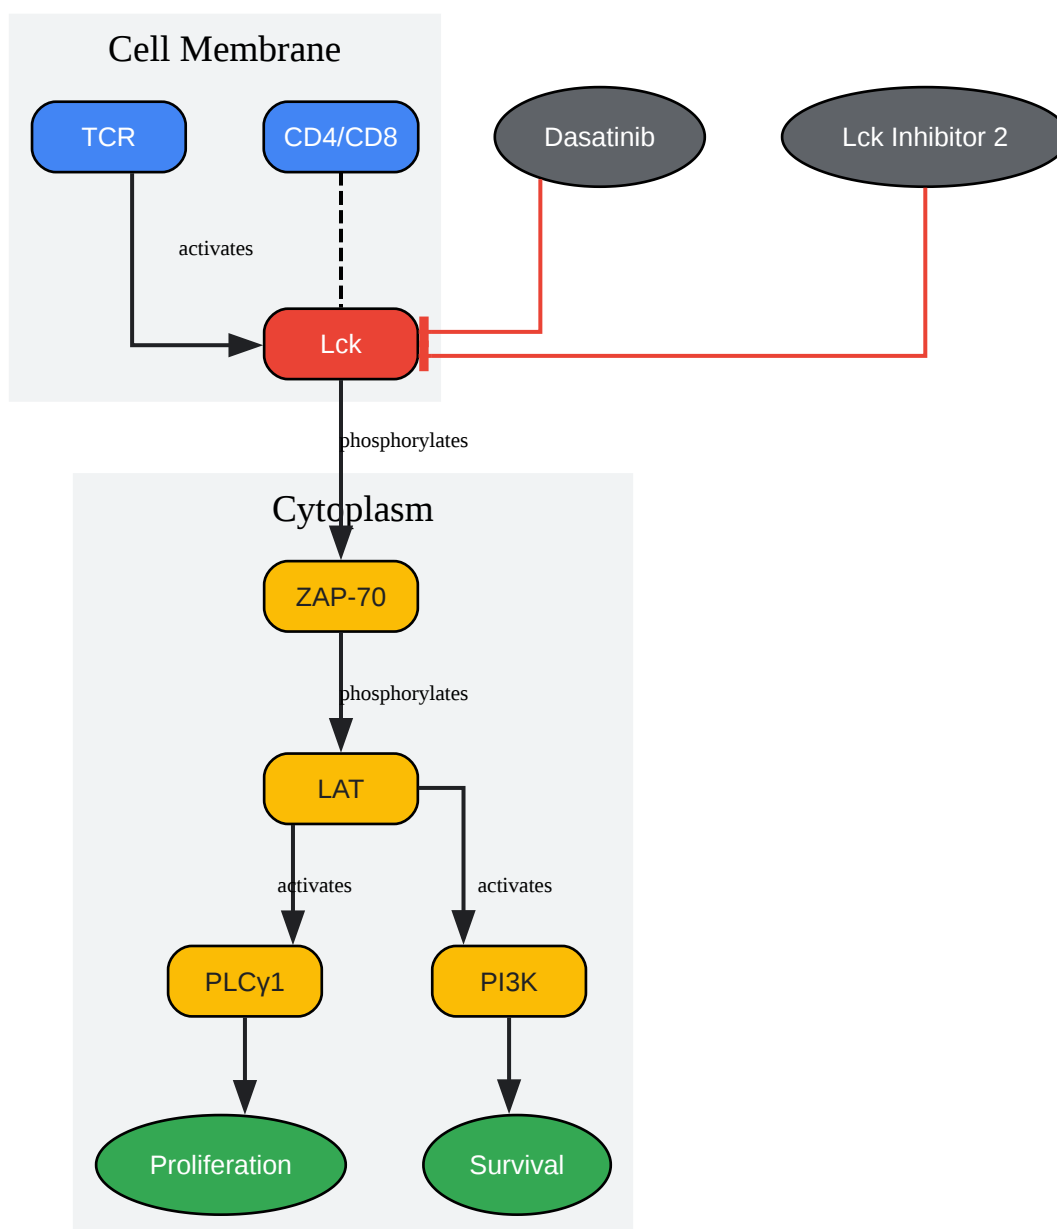 Cell Membrane
TCR
CD4/CD8
Dasatinib
Lck Inhibitor 2
activates
Lck
phosphorylates
Cytoplasm
ZAP-70
phosphorylates
LAT
activates
activates
PLCγ1
PI3K
Proliferation
Survival